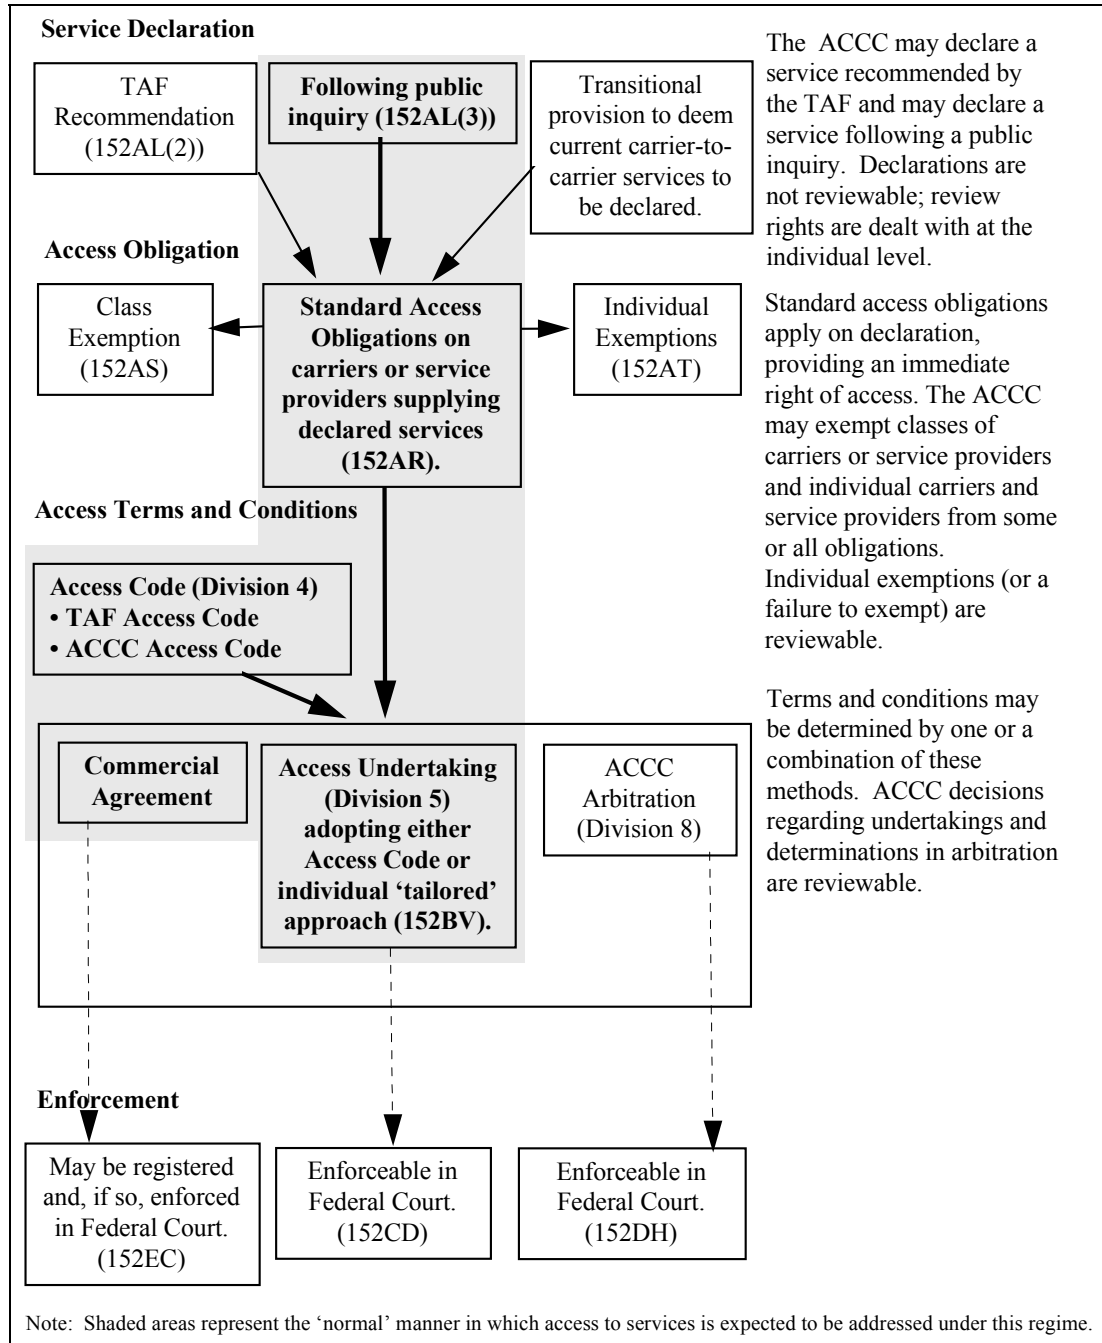 Service Declaration
TAF
Recommendation
(152AL(2))
Following public
inquiry (152AL(3))
Transitional
provision to deem
current carrier-to-
carrier services to
be declared.
The ACCC may declare a
service recommended by
the TAF and may declare a
service following a public
inquiry. Declarations are
not reviewable; review
rights are dealt with at the
individual level.
Access Obligation
Class
Exemption
(152AS)
Standard Access
Obligations on
carriers or service
providers supplying
declared services
(152AR).
Individual
Exemptions
(152AT)
Standard access obligations
apply on declaration,
providing an immediate
right of access. The ACCC
may exempt classes of
carriers or service providers
and individual carriers and
service providers from some
or all obligations.
Individual exemptions (or a
failure to exempt) are
reviewable.
Access Terms and Conditions
Access Code (Division 4)
• TAF Access Code
• ACCC Access Code
Commercial
Agreement
Access Undertaking
(Division 5)
adopting either
Access Code or
individual ‘tailored’
approach (152BV).
ACCC
Arbitration
(Division 8)
Terms and conditions may
be determined by one or a
combination of these
methods. ACCC decisions
regarding undertakings and
determinations in arbitration
are reviewable.
Enforcement
May be registered
and, if so, enforced
in Federal Court.
(152EC)
Enforceable in
Federal Court.
(152CD)
Enforceable in
Federal Court.
(152DH)
Note: Shaded areas represent the ‘normal’ manner in which access to services is expected to be addressed under this regime.